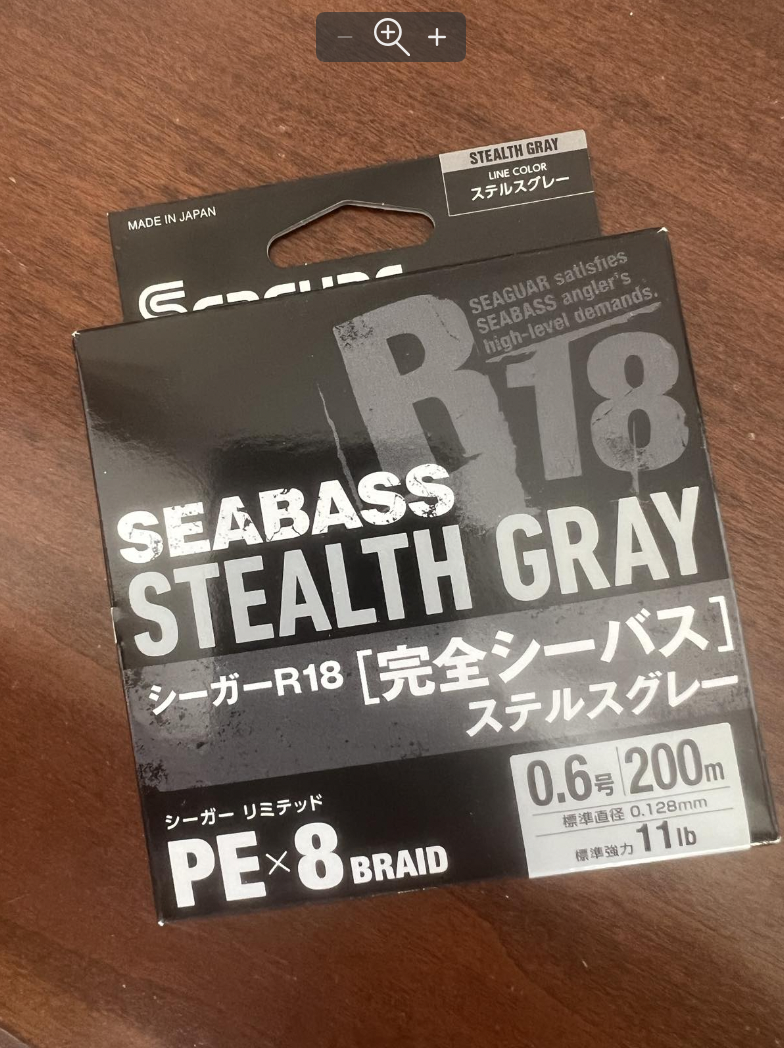 STEALTH GRAY
LINE COLOR
ステルスグレー
MADE IN JAPAN
SEAGUAR
R18
SEAGUAR satisfies
SEABASS angler's
high-level demands.
SEABASS
STEALTH GRAY
シーガーR18［完全シーバス］
ステルスグレー
0.6号 200m
標準直径 0.128mm
標準強力 11lb
シーガー リミテッド
PE×8 BRAID